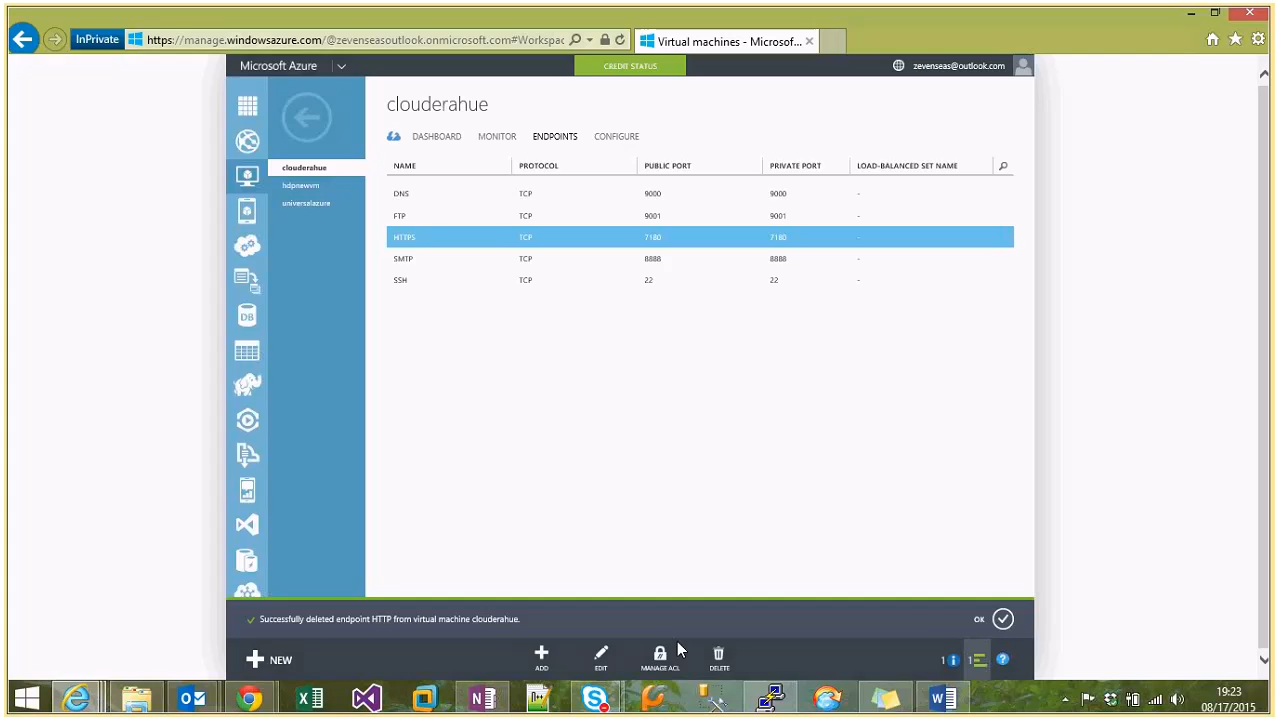 InPrivate
https://manage.windowsazure.com/@zevenseasoutlook.onmicrosoft.com#Workspac
Virtual machines - Microsof...
Microsoft Azure
CREDIT STATUS
zevenseas@outlook.com
clouderahue
hdpnewvm
universalazure
clouderahue
DASHBOARD MONITOR ENDPOINTS CONFIGURE
NAME PROTOCOL PUBLIC PORT PRIVATE PORT LOAD-BALANCED SET NAME
DNS TCP 9000 9000 -
FTP TCP 9001 9001 -
HTTPS TCP 7180 7180 -
SMTP TCP 8888 8888 -
SSH TCP 22 22 -
DB
Successfully deleted endpoint HTTP from virtual machine clouderahue.
OK
NEW
ADD EDIT MANAGE ACL DELETE
1 1
19:23
08/17/2015